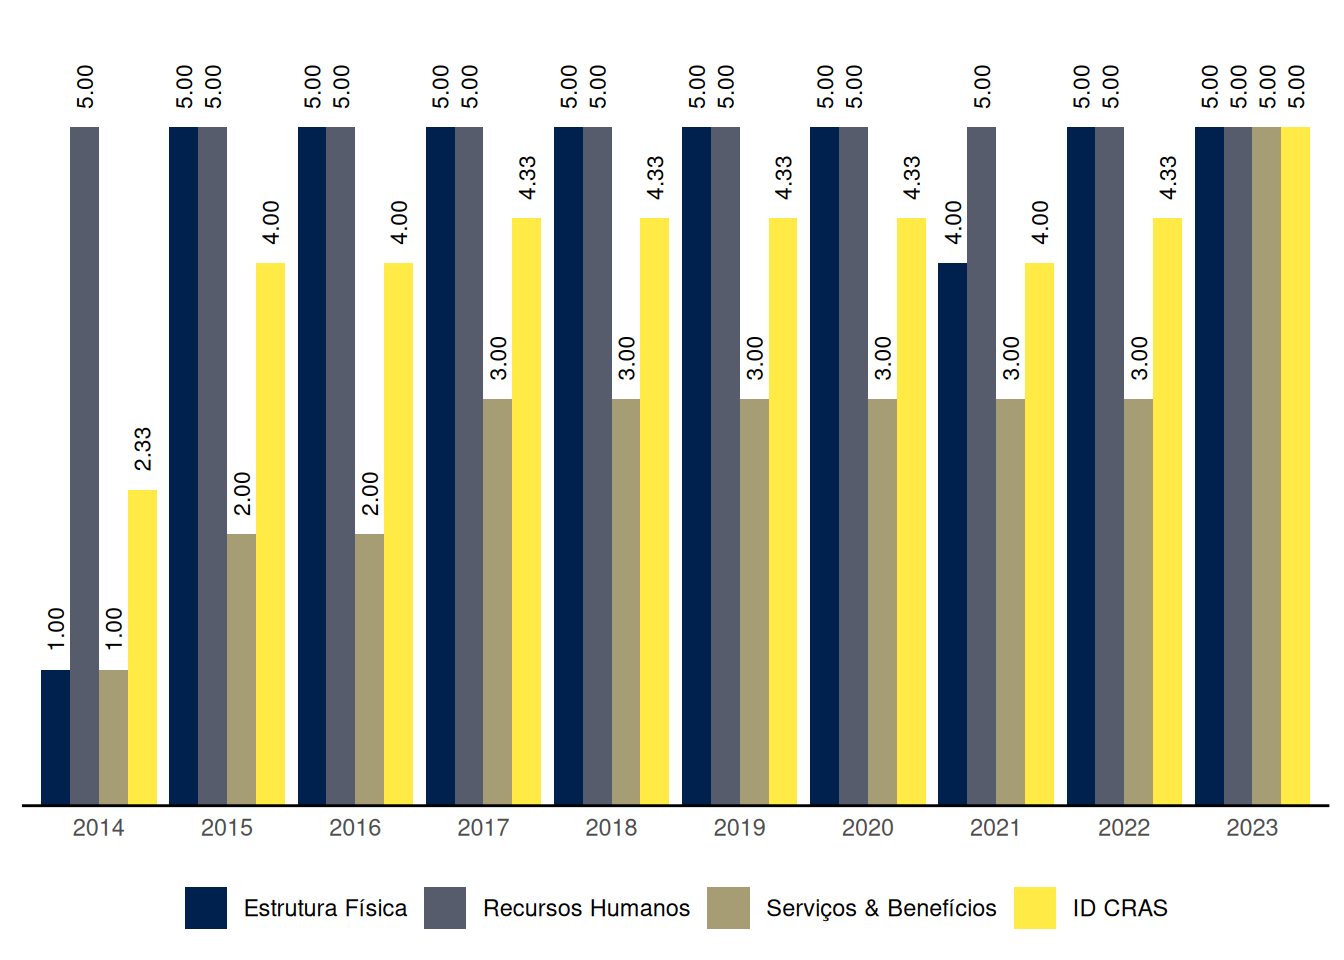 5.00 5.00 5.00 5.00 5.00 5.00 5.00 5.00 5.00 5.00 5.00 5.00 5.00 5.00 5.00 5.00 5.00 5.00 5.00 5.00
4.33 4.33 4.33 4.33 4.33
4.00 4.00 4.00 4.00
3.00 3.00 3.00 3.00 3.00 3.00
2.33
2.00 2.00
1.00 1.00
2014 2015 2016 2017 2018 2019 2020 2021 2022 2023
Estrutura Física Recursos Humanos Serviços & Benefícios ID CRAS